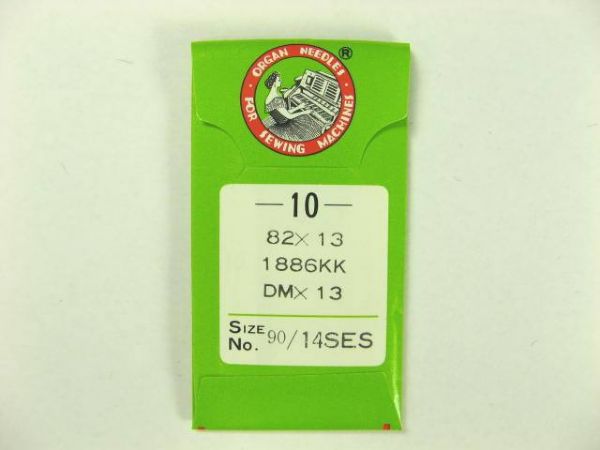 ORGAN NEEDLES
®
FOR SEWING MACHINES
—10—
82×13
1886KK
DM×13
SIZE
No. 90/14SES